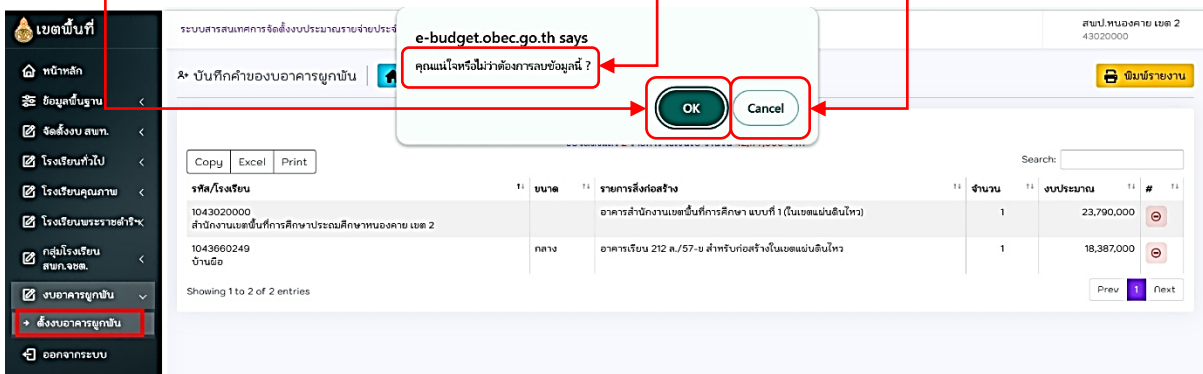 เขตพื้นที่
ระบบสารสนเทศการจัดตั้งงบประมาณรายจ่ายประจำ
สพป.หนองคาย เขต 2
43020000
e-budget.obec.go.th says
คุณแน่ใจหรือไม่ว่าต้องการลบข้อมูลนี้ ?
OK
Cancel
หน้าหลัก
บันทึกคำของบอาคารผูกพัน
พิมพ์รายงาน
ข้อมูลพื้นฐาน
จัดตั้งงบ สพท.
โรงเรียนทั่วไป
Copy Excel Print
Search:
โรงเรียนคุณภาพ
รหัส/โรงเรียน ขนาด รายการสิ่งก่อสร้าง จำนวน งบประมาณ #
โรงเรียนพระราชดำริฯ
1043020000 อาคารสำนักงานเขตพื้นที่การศึกษา แบบที่ 1 (ในเขตแผ่นดินไหว) 1 23,790,000
สำนักงานเขตพื้นที่การศึกษาประถมศึกษาหนองคาย เขต 2
กลุ่มโรงเรียน
สพก.จชต.
1043660249 กลาง อาคารเรียน 212 ล./57-ข สำหรับก่อสร้างในเขตแผ่นดินไหว 1 18,387,000
บ้านผือ
งบอาคารผูกพัน
Showing 1 to 2 of 2 entries
Prev 1 Next
ตั้งงบอาคารผูกพัน
ออกจากระบบ